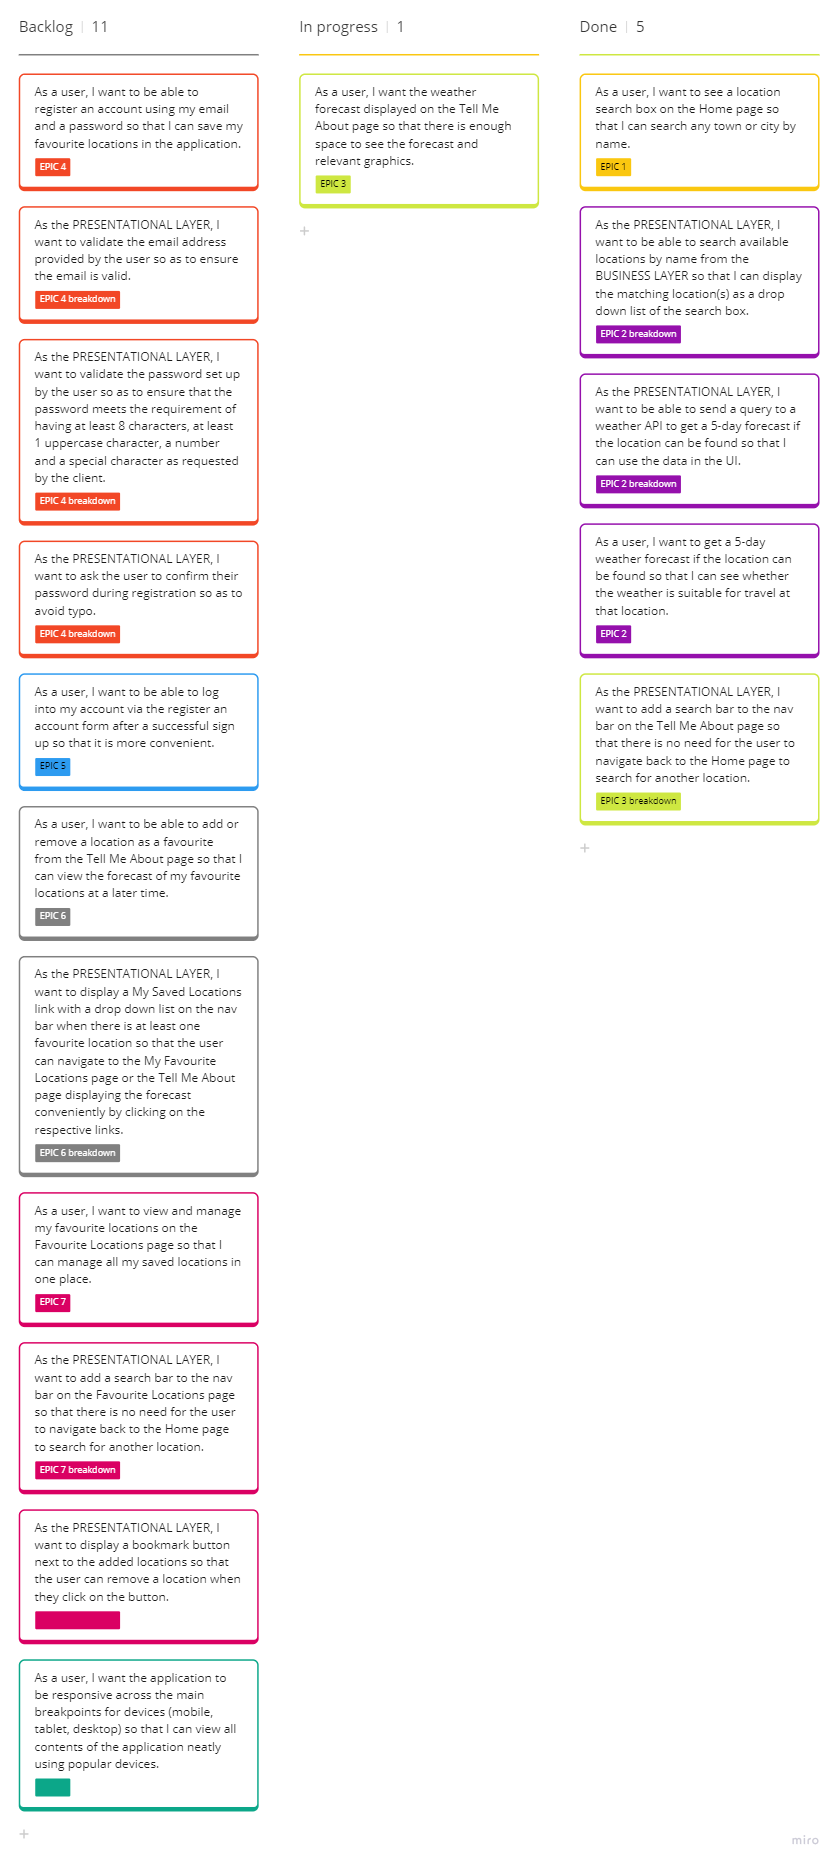 Backlog | 11
As a user, I want to be able to
register an account using my email
and a password so that I can save my
favourite locations in the application.
EPIC 4
As the PRESENTATIONAL LAYER, I
want to validate the email address
provided by the user so as to ensure
the email is valid.
EPIC 4 breakdown
As the PRESENTATIONAL LAYER, I
want to validate the password set up
by the user so as to ensure that the
password meets the requirement of
having at least 8 characters, at least
1 uppercase character, a number
and a special character as requested
by the client.
EPIC 4 breakdown
As the PRESENTATIONAL LAYER, I
want to ask the user to confirm their
password during registration so as to
avoid typo.
EPIC 4 breakdown
As a user, I want to be able to log
into my account via the register an
account form after a successful sign
up so that it is more convenient.
EPIC 5
As a user, I want to be able to add or
remove a location as a favourite
from the Tell Me About page so that I
can view the forecast of my favourite
locations at a later time.
EPIC 6
As the PRESENTATIONAL LAYER, I
want to display a My Saved Locations
link with a drop down list on the nav
bar when there is at least one
favourite location so that the user
can navigate to the My Favourite
Locations page or the Tell Me About
page displaying the forecast
conveniently by clicking on the
respective links.
EPIC 6 breakdown
As a user, I want to view and manage
my favourite locations on the
Favourite Locations page so that I
can manage all my saved locations in
one place.
EPIC 7
As the PRESENTATIONAL LAYER, I
want to add a search bar to the nav
bar on the Favourite Locations page
so that there is no need for the user
to navigate back to the Home page
to search for another location.
EPIC 7 breakdown
As the PRESENTATIONAL LAYER, I
want to display a bookmark button
next to the added locations so that
the user can remove a location when
they click on the button.
As a user, I want the application to
be responsive across the main
breakpoints for devices (mobile,
tablet, desktop) so that I can view all
contents of the application neatly
using popular devices.
+
In progress | 1
As a user, I want the weather
forecast displayed on the Tell Me
About page so that there is enough
space to see the forecast and
relevant graphics.
EPIC 3
+
Done | 5
As a user, I want to see a location
search box on the Home page so
that I can search any town or city by
name.
EPIC 1
As the PRESENTATIONAL LAYER, I
want to be able to search available
locations by name from the
BUSINESS LAYER so that I can display
the matching location(s) as a drop
down list of the search box.
EPIC 2 breakdown
As the PRESENTATIONAL LAYER, I
want to be able to send a query to a
weather API to get a 5-day forecast if
the location can be found so that I
can use the data in the UI.
EPIC 2 breakdown
As a user, I want to get a 5-day
weather forecast if the location can
be found so that I can see whether
the weather is suitable for travel at
that location.
EPIC 2
As the PRESENTATIONAL LAYER, I
want to add a search bar to the nav
bar on the Tell Me About page so
that there is no need for the user to
navigate back to the Home page to
search for another location.
EPIC 3 breakdown
+
miro